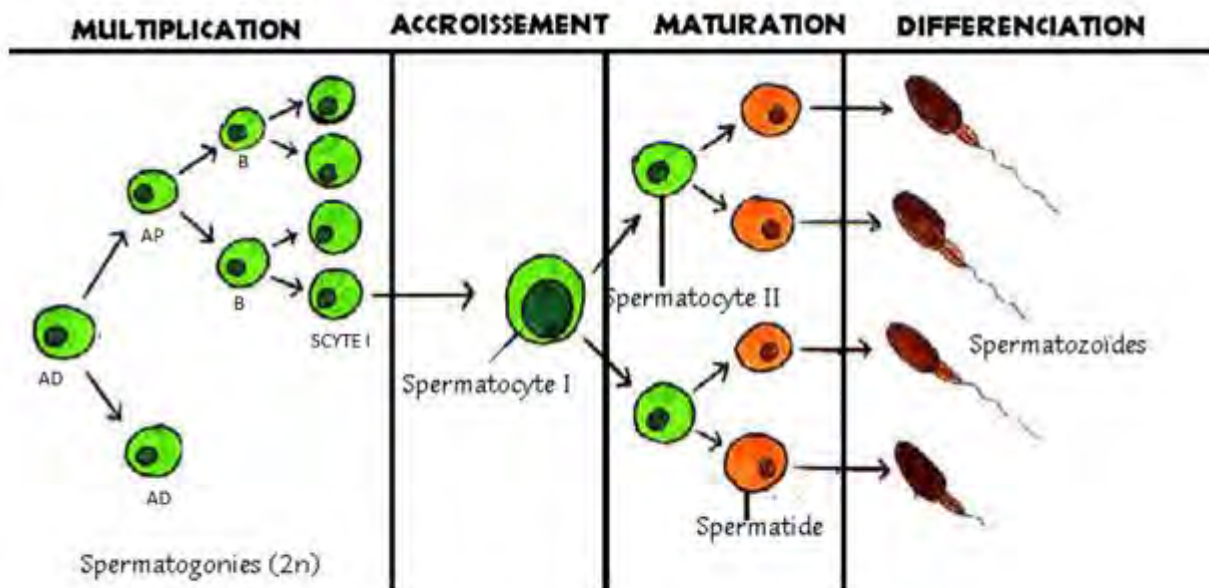 MULTIPLICATION
ACCROISSEMENT
MATURATION
DIFFERENCIATION
B
AP
B
SCYTE I
AD
AD
Spermatogonies (2n)
Spermatocyte I
Spermatocyte II
Spermatide
Spermatozoïdes